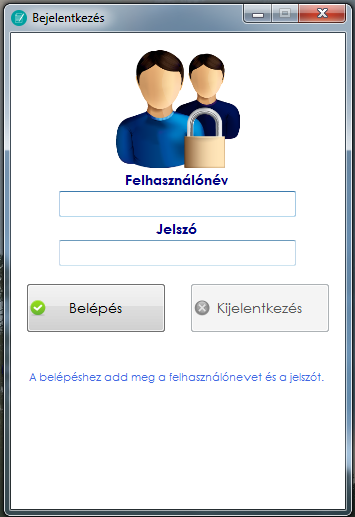 Bejelentkezés
Felhasználónév
Jelszó
Belépés
Kijelentkezés
A belépéshez add meg a felhasználónevet és a jelszót.